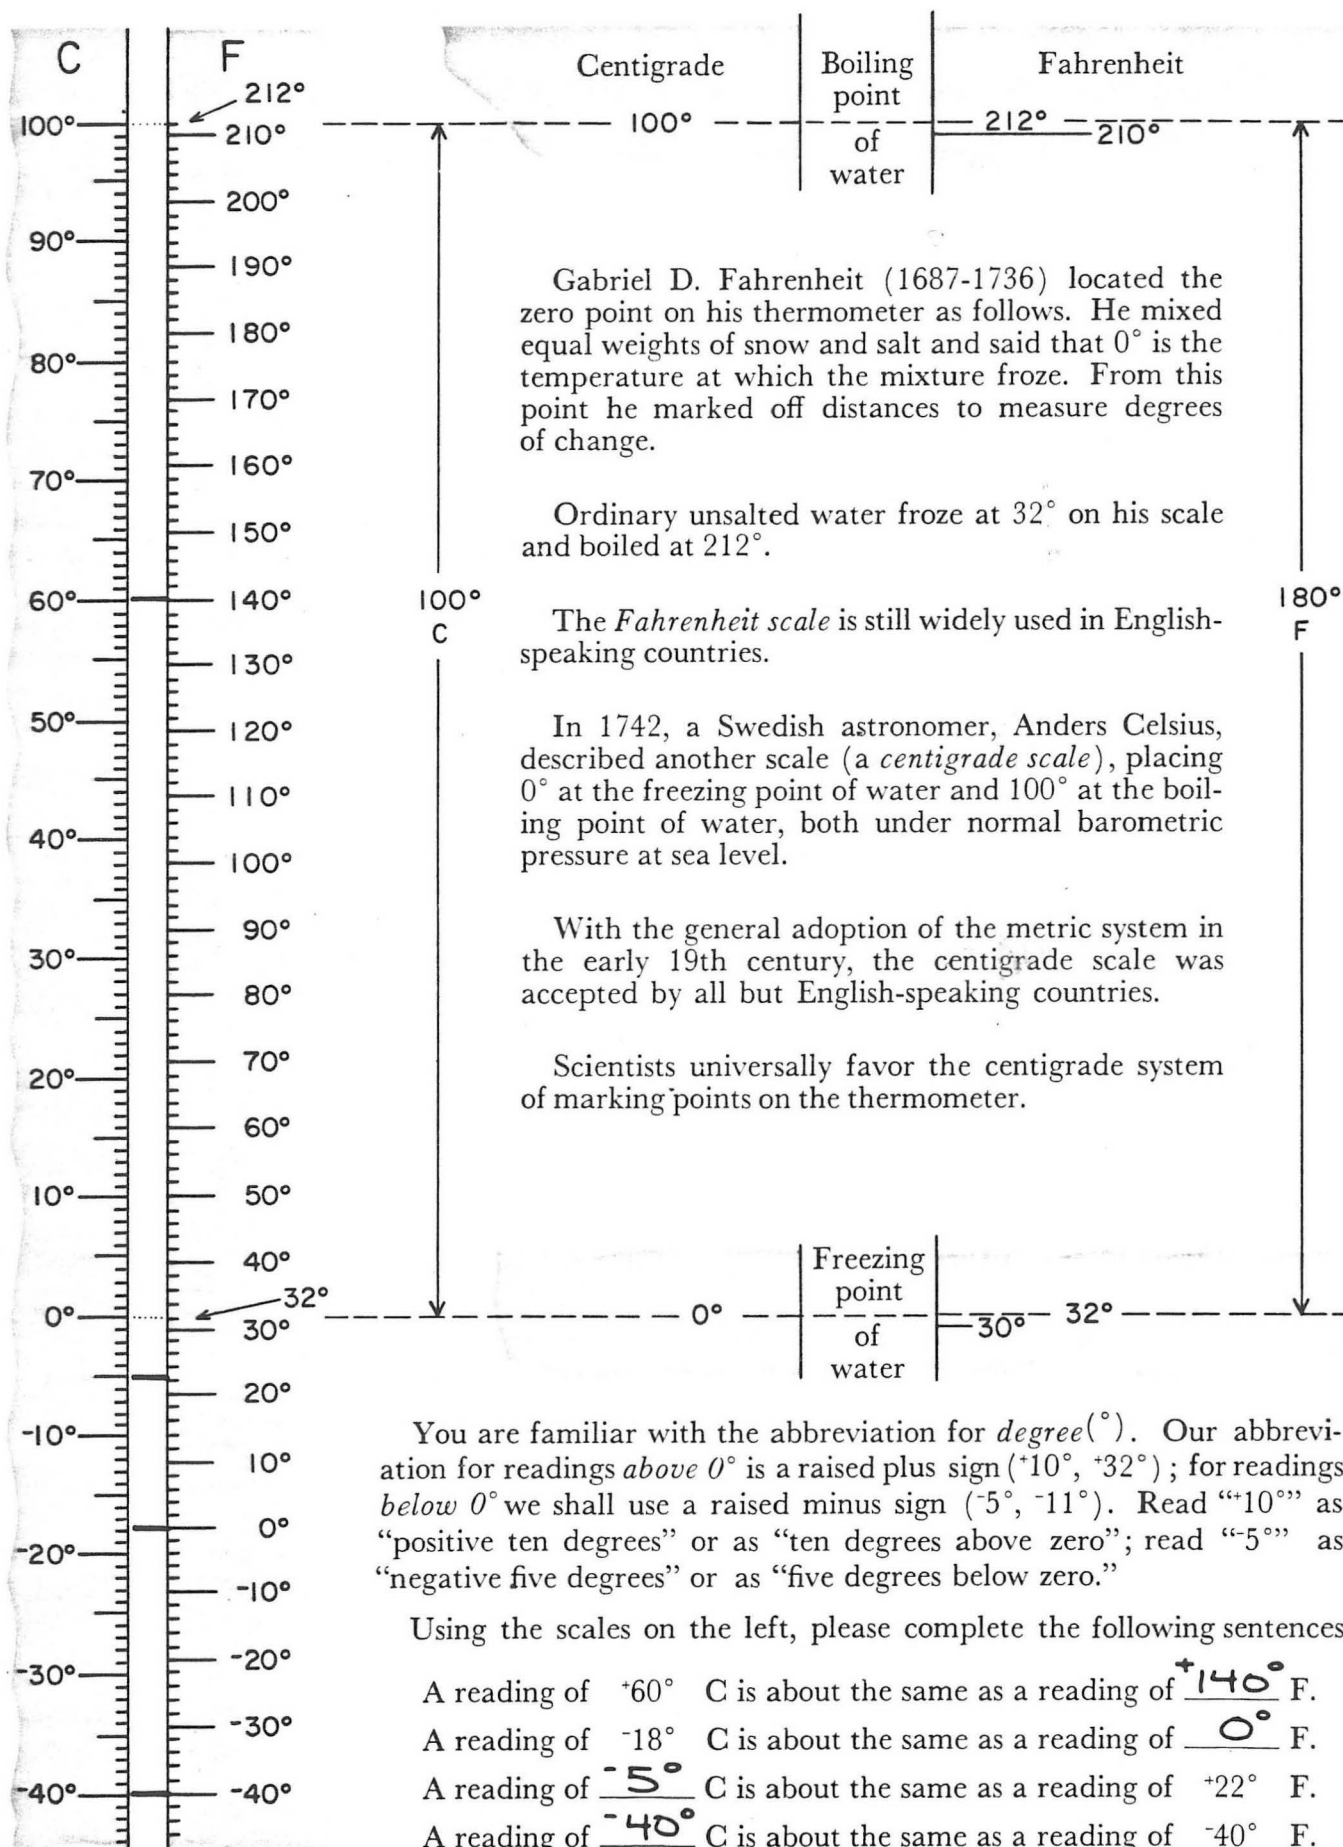 C F
212°
100° 210°
200°
90°
190°
180°
80°
170°
160°
70°
150°
60° 140°
130°
50°
120°
110°
40°
100°
90°
30°
80°
70°
20°
60°
10° 50°
40°
32°
0°
30°
20°
-10°
10°
0°
-20°
-10°
-20°
-30°
-30°
-40° -40°
Centigrade Boiling Fahrenheit
point
100° 212° 210°
of
water
Gabriel D. Fahrenheit (1687-1736) located the
zero point on his thermometer as follows. He mixed
equal weights of snow and salt and said that 0° is the
temperature at which the mixture froze. From this
point he marked off distances to measure degrees
of change.
Ordinary unsalted water froze at 32° on his scale
and boiled at 212°.
100°
C
180°
F
The Fahrenheit scale is still widely used in English-
speaking countries.
In 1742, a Swedish astronomer, Anders Celsius,
described another scale (a centigrade scale), placing
0° at the freezing point of water and 100° at the boil-
ing point of water, both under normal barometric
pressure at sea level.
With the general adoption of the metric system in
the early 19th century, the centigrade scale was
accepted by all but English-speaking countries.
Scientists universally favor the centigrade system
of marking points on the thermometer.
Freezing
point
0° 32°
of 30°
water
You are familiar with the abbreviation for degree(°). Our abbrevi-
ation for readings above 0° is a raised plus sign (⁺10°, ⁺32°); for readings
below 0° we shall use a raised minus sign (⁻5°, ⁻11°). Read “⁺10°” as
“positive ten degrees” or as “ten degrees above zero”; read “⁻5°” as
“negative five degrees” or as “five degrees below zero.”
Using the scales on the left, please complete the following sentences
A reading of ⁺60° C is about the same as a reading of ⁺140° F.
A reading of ⁻18° C is about the same as a reading of 0° F.
A reading of ⁻5° C is about the same as a reading of ⁺22° F.
A reading of ⁻40° C is about the same as a reading of ⁻40° F.